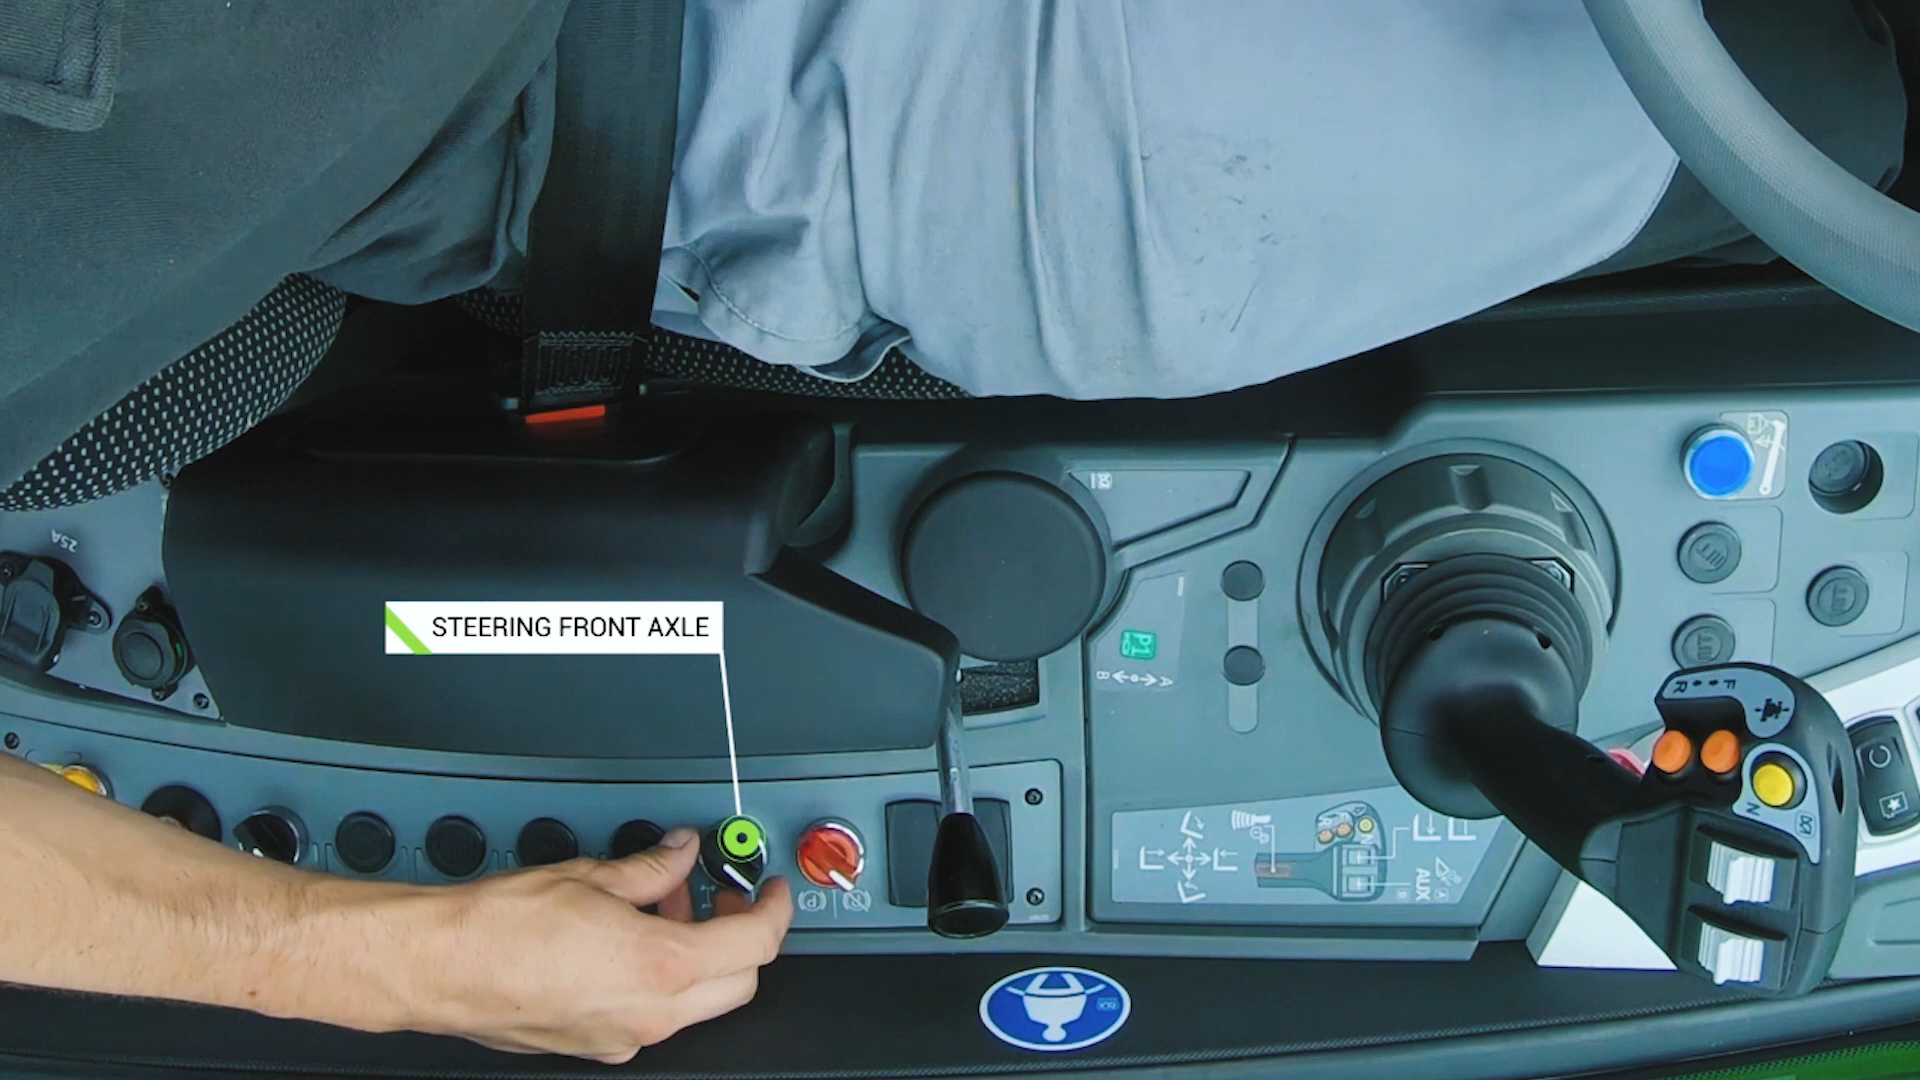 25A
STEERING FRONT AXLE
B A
R F
N
AUX
P
R F